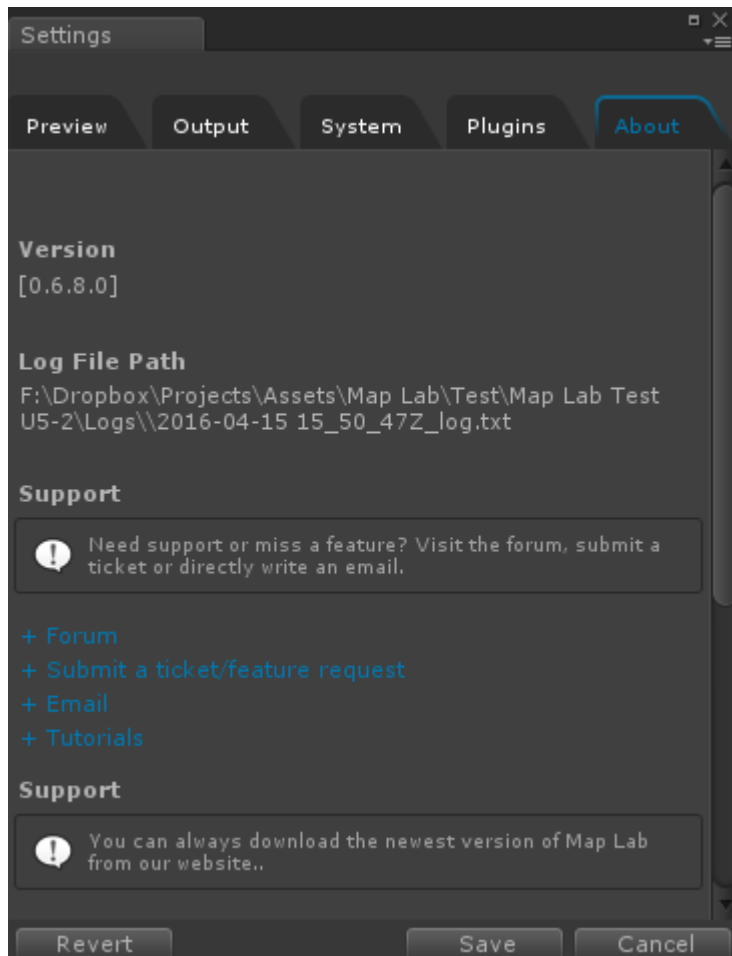 Settings
Preview Output System Plugins About
Version
[0.6.8.0]
Log File Path
F:\Dropbox\Projects\Assets\Map Lab\Test\Map Lab Test
U5-2\Logs\\2016-04-15 15_50_47Z_log.txt
Support
Need support or miss a feature? Visit the forum, submit a
ticket or directly write an email.
+ Forum
+ Submit a ticket/feature request
+ Email
+ Tutorials
Support
You can always download the newest version of Map Lab
from our website..
Revert Save Cancel